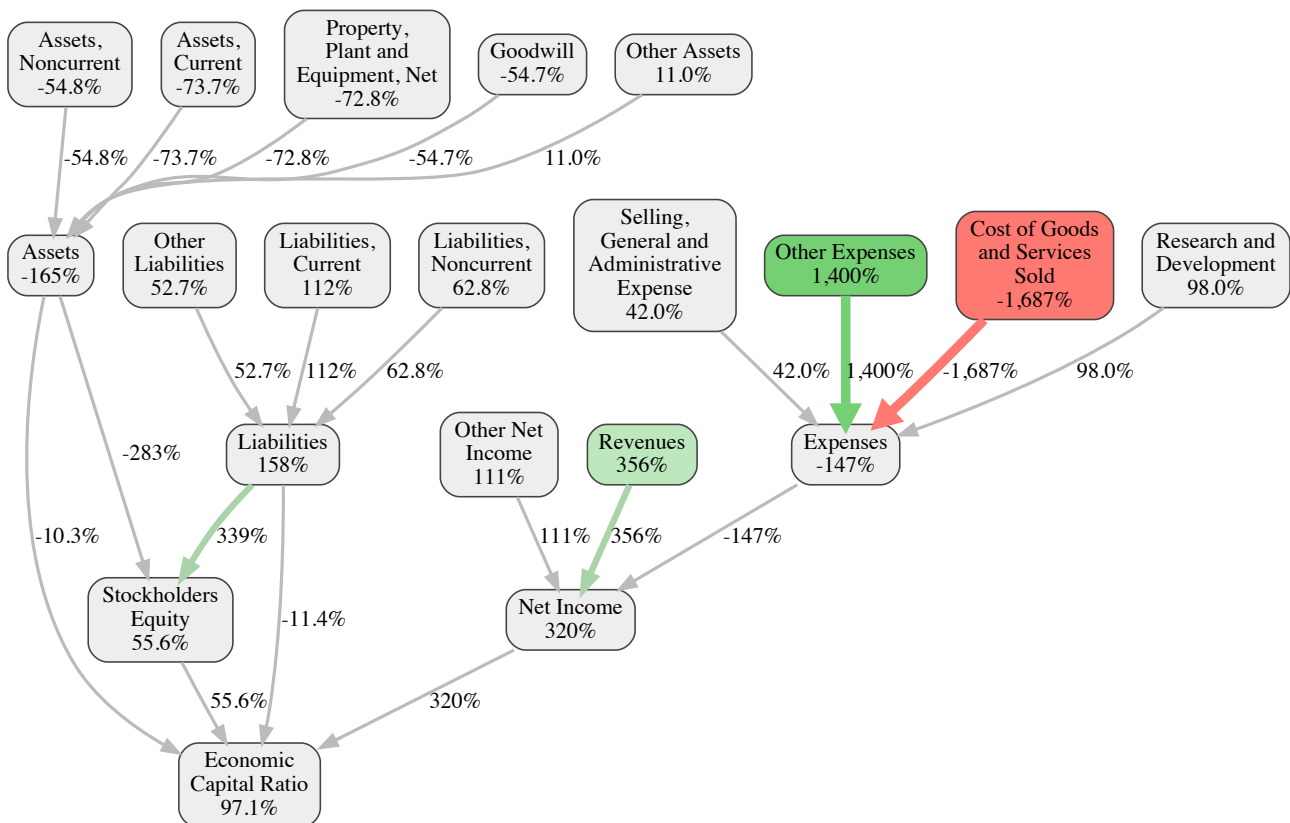 Assets,
Noncurrent
-54.8%
Assets,
Current
-73.7%
Property,
Plant and
Equipment, Net
-72.8%
Goodwill
-54.7%
Other Assets
11.0%
-54.8%
-73.7%
-72.8%
-54.7%
11.0%
Assets
-165%
Other
Liabilities
52.7%
Liabilities,
Current
112%
Liabilities,
Noncurrent
62.8%
Selling,
General and
Administrative
Expense
42.0%
Other Expenses
1,400%
Cost of Goods
and Services
Sold
-1,687%
Research and
Development
98.0%
52.7%
112%
62.8%
42.0%
1,400%
-1,687%
98.0%
-283%
Liabilities
158%
Other Net
Income
111%
Revenues
356%
Expenses
-147%
-10.3%
339%
111%
356%
-147%
Stockholders
Equity
55.6%
-11.4%
Net Income
320%
55.6%
320%
Economic
Capital Ratio
97.1%